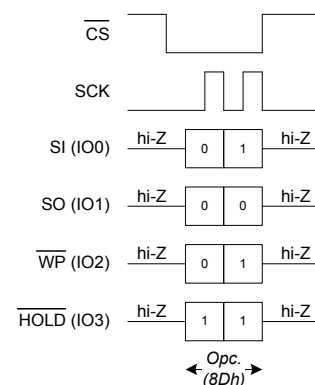 CS
SCK
SI (IO0) hi-Z 0 1 hi-Z
SO (IO1) hi-Z 0 0 hi-Z
WP (IO2) hi-Z 0 1 hi-Z
HOLD (IO3) hi-Z 1 1 hi-Z
Opc.
(8Dh)